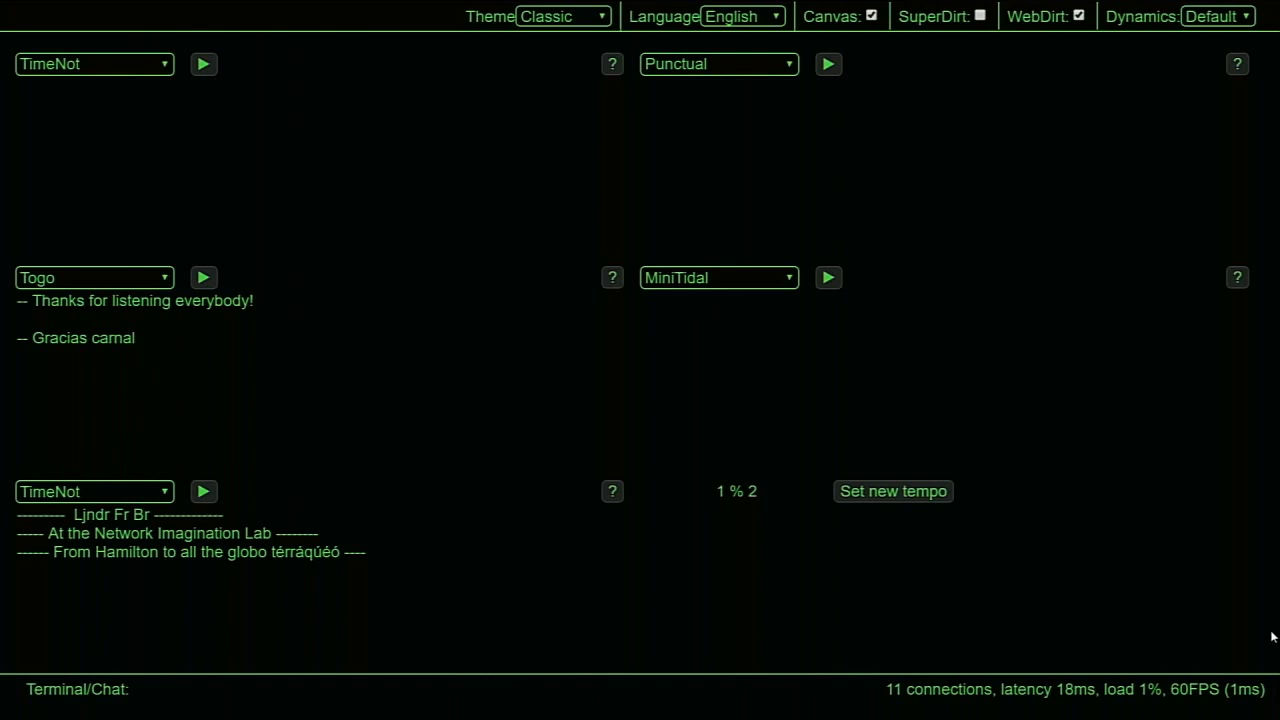 Theme Classic Language English Canvas: SuperDirt: WebDirt: Dynamics: Default
TimeNot ? Punctual ?
Togo ? MiniTidal ?
-- Thanks for listening everybody!
-- Gracias carnal
TimeNot ? 1 % 2 Set new tempo
--------- Ljndr Fr Br -------------
----- At the Network Imagination Lab --------
------ From Hamilton to all the globo térráqúéó ----
Terminal/Chat: 11 connections, latency 18ms, load 1%, 60FPS (1ms)